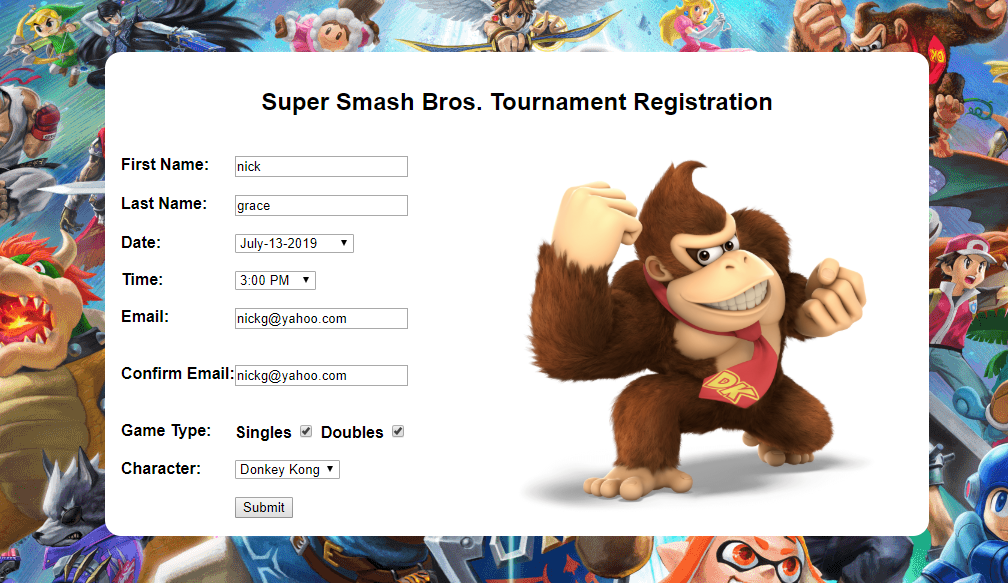 Super Smash Bros. Tournament Registration
First Name: nick
Last Name: grace
Date: July-13-2019
Time: 3:00 PM
Email: nickg@yahoo.com
Confirm Email: nickg@yahoo.com
Game Type: Singles Doubles
Character: Donkey Kong
Submit
DK